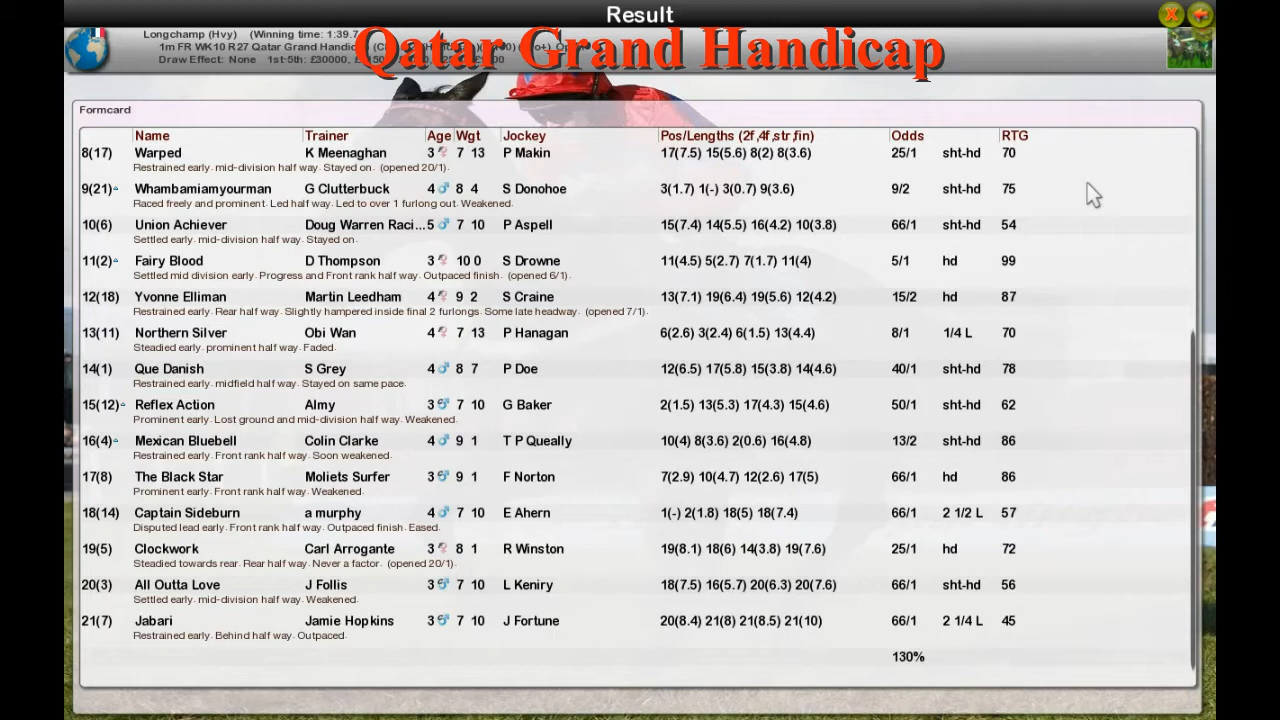 Result
Longchamp (Hvy) (Winning time: 1:39.7
1m FR WK10 R27 Qatar Grand Handic
Draw Effect: None 1st-5th: £30000,
Qatar Grand Handicap
Formcard
Name Trainer Age Wgt Jockey Pos/Lengths (2f,4f,str,fin) Odds RTG
8(17) Warped K Meenaghan 3 7 13 P Makin 17(7.5) 15(5.6) 8(2) 8(3.6) 25/1 sht-hd 70
Restrained early. mid-division half way. Stayed on. (opened 20/1).
9(21) Whambamiamyourman G Clutterbuck 4 8 4 S Donohoe 3(1.7) 1(-) 3(0.7) 9(3.6) 9/2 sht-hd 75
Raced freely and prominent. Led half way. Led to over 1 furlong out. Weakened.
10(6) Union Achiever Doug Warren Raci... 5 7 10 P Aspell 15(7.4) 14(5.5) 16(4.2) 10(3.8) 66/1 sht-hd 54
Settled early. mid-division half way. Stayed on.
11(2) Fairy Blood D Thompson 3 10 0 S Drowne 11(4.5) 5(2.7) 7(1.7) 11(4) 5/1 hd 99
Settled mid division early. Progress and Front rank half way. Outpaced finish. (opened 6/1).
12(18) Yvonne Elliman Martin Leedham 4 9 2 S Craine 13(7.1) 19(6.4) 19(5.6) 12(4.2) 15/2 hd 87
Restrained early. Rear half way. Slightly hampered inside final 2 furlongs. Some late headway. (opened 7/1).
13(11) Northern Silver Obi Wan 4 7 13 P Hanagan 6(2.6) 3(2.4) 6(1.5) 13(4.4) 8/1 1/4 L 70
Steadied early. prominent half way. Faded.
14(1) Que Danish S Grey 4 8 7 P Doe 12(6.5) 17(5.8) 15(3.8) 14(4.6) 40/1 sht-hd 78
Restrained early. midfield half way. Stayed on same pace.
15(12) Reflex Action Almy 3 7 10 G Baker 2(1.5) 13(5.3) 17(4.3) 15(4.6) 50/1 sht-hd 62
Prominent early. Lost ground and mid-division half way. Weakened.
16(4) Mexican Bluebell Colin Clarke 4 9 1 T P Queally 10(4) 8(3.6) 2(0.6) 16(4.8) 13/2 sht-hd 86
Restrained early. Front rank half way. Soon weakened.
17(8) The Black Star Moliets Surfer 3 9 1 F Norton 7(2.9) 10(4.7) 12(2.6) 17(5) 66/1 hd 86
Prominent early. Front rank half way. Weakened.
18(14) Captain Sideburn a murphy 4 7 10 E Ahern 1(-) 2(1.8) 18(5) 18(7.4) 66/1 2 1/2 L 57
Disputed lead early. Front rank half way. Outpaced finish. Eased.
19(5) Clockwork Carl Arrogante 3 8 1 R Winston 19(8.1) 18(6) 14(3.8) 19(7.6) 25/1 hd 72
Steadied towards rear. Rear half way. Never a factor. (opened 20/1).
20(3) All Outta Love J Follis 3 7 10 L Keniry 18(7.5) 16(5.7) 20(6.3) 20(7.6) 66/1 sht-hd 56
Settled early. mid-division half way. Weakened.
21(7) Jabari Jamie Hopkins 3 7 10 J Fortune 20(8.4) 21(8) 21(8.5) 21(10) 66/1 2 1/4 L 45
Restrained early. Behind half way. Outpaced.
130%